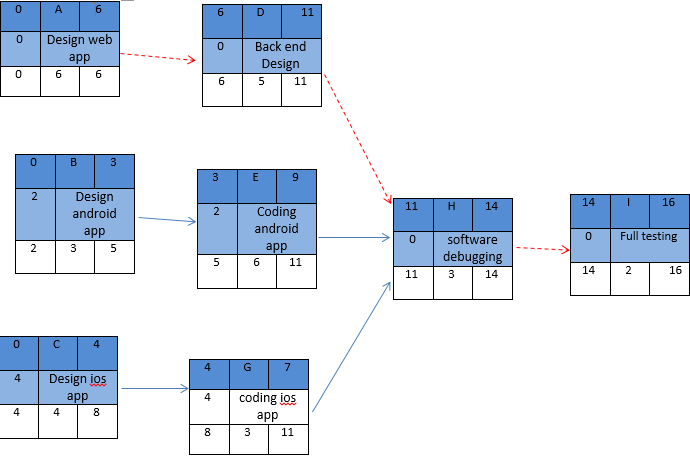 0 A 6
0 Design web
app
0 6 6
6 D 11
0 Back end
Design
6 5 11
0 B 3
2 Design
android
app
2 3 5
3 E 9
2 Coding
android
app
5 6 11
11 H 14
0 software
debugging
11 3 14
14 I 16
0 Full testing
14 2 16
0 C 4
4 Design ios
app
4 4 8
4 G 7
4 coding ios
app
8 3 11